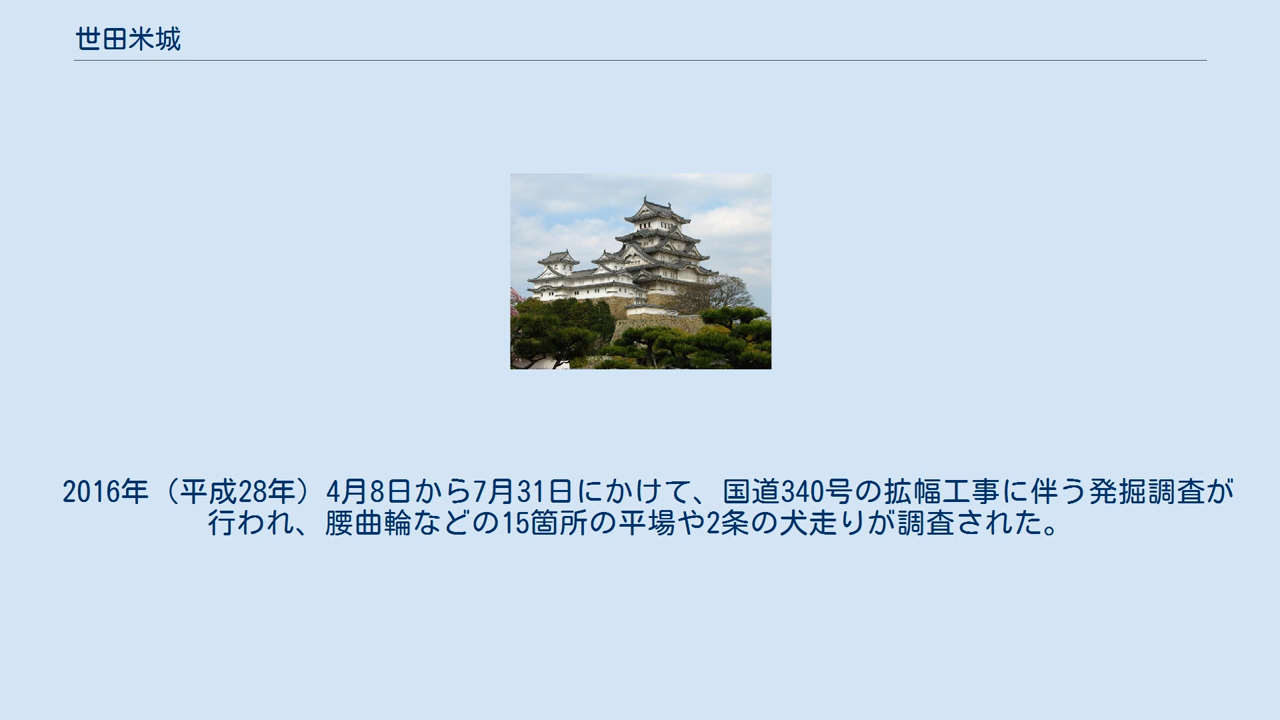 世田米城
2016年（平成28年）4月8日から7月31日にかけて、国道340号の拡幅工事に伴う発掘調査が
行われ、腰曲輪などの15箇所の平場や2条の犬走りが調査された。